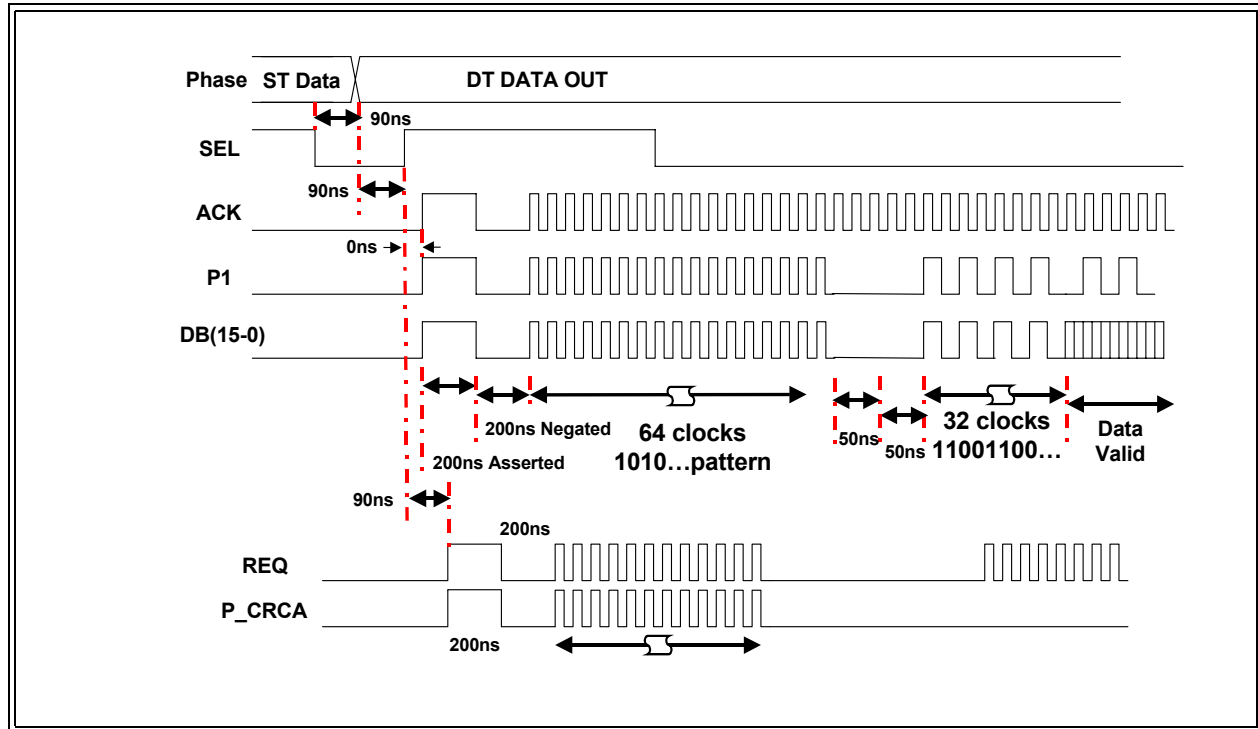 Phase ST Data DT DATA OUT
90ns
SEL
90ns
ACK
0ns
P1
DB(15-0)
200ns Negated
64 clocks
1010...pattern
50ns
50ns
32 clocks
11001100...
Data
Valid
200ns Asserted
90ns
200ns
REQ
P_CRCA
200ns